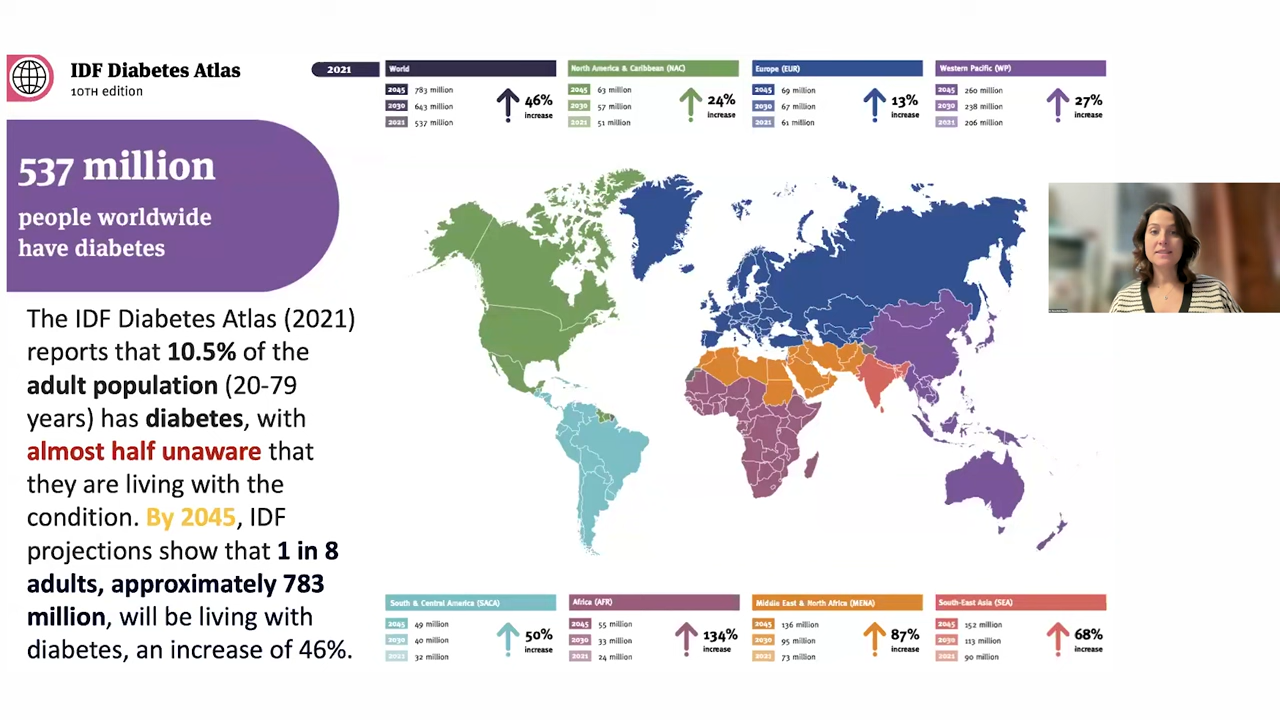 IDF Diabetes Atlas
10TH edition
537 million
people worldwide
have diabetes
The IDF Diabetes Atlas (2021)
reports that 10.5% of the
adult population (20-79
years) has diabetes, with
almost half unaware that
they are living with the
condition. By 2045, IDF
projections show that 1 in 8
adults, approximately 783
million, will be living with
diabetes, an increase of 46%.
2021
World
2045 783 million
2030 643 million
2021 537 million
46%
increase
North America & Caribbean (NAC)
2045 63 million
2030 57 million
2021 51 million
24%
increase
Europe (EUR)
2045 69 million
2030 67 million
2021 61 million
13%
increase
Western Pacific (WP)
2045 260 million
2030 238 million
2021 206 million
27%
increase
South & Central America (SACA)
2045 49 million
2030 40 million
2021 32 million
50%
increase
Africa (AFR)
2045 55 million
2030 33 million
2021 24 million
134%
increase
Middle East & North Africa (MENA)
2045 136 million
2030 95 million
2021 73 million
87%
increase
South-East Asia (SEA)
2045 152 million
2030 113 million
2021 90 million
68%
increase